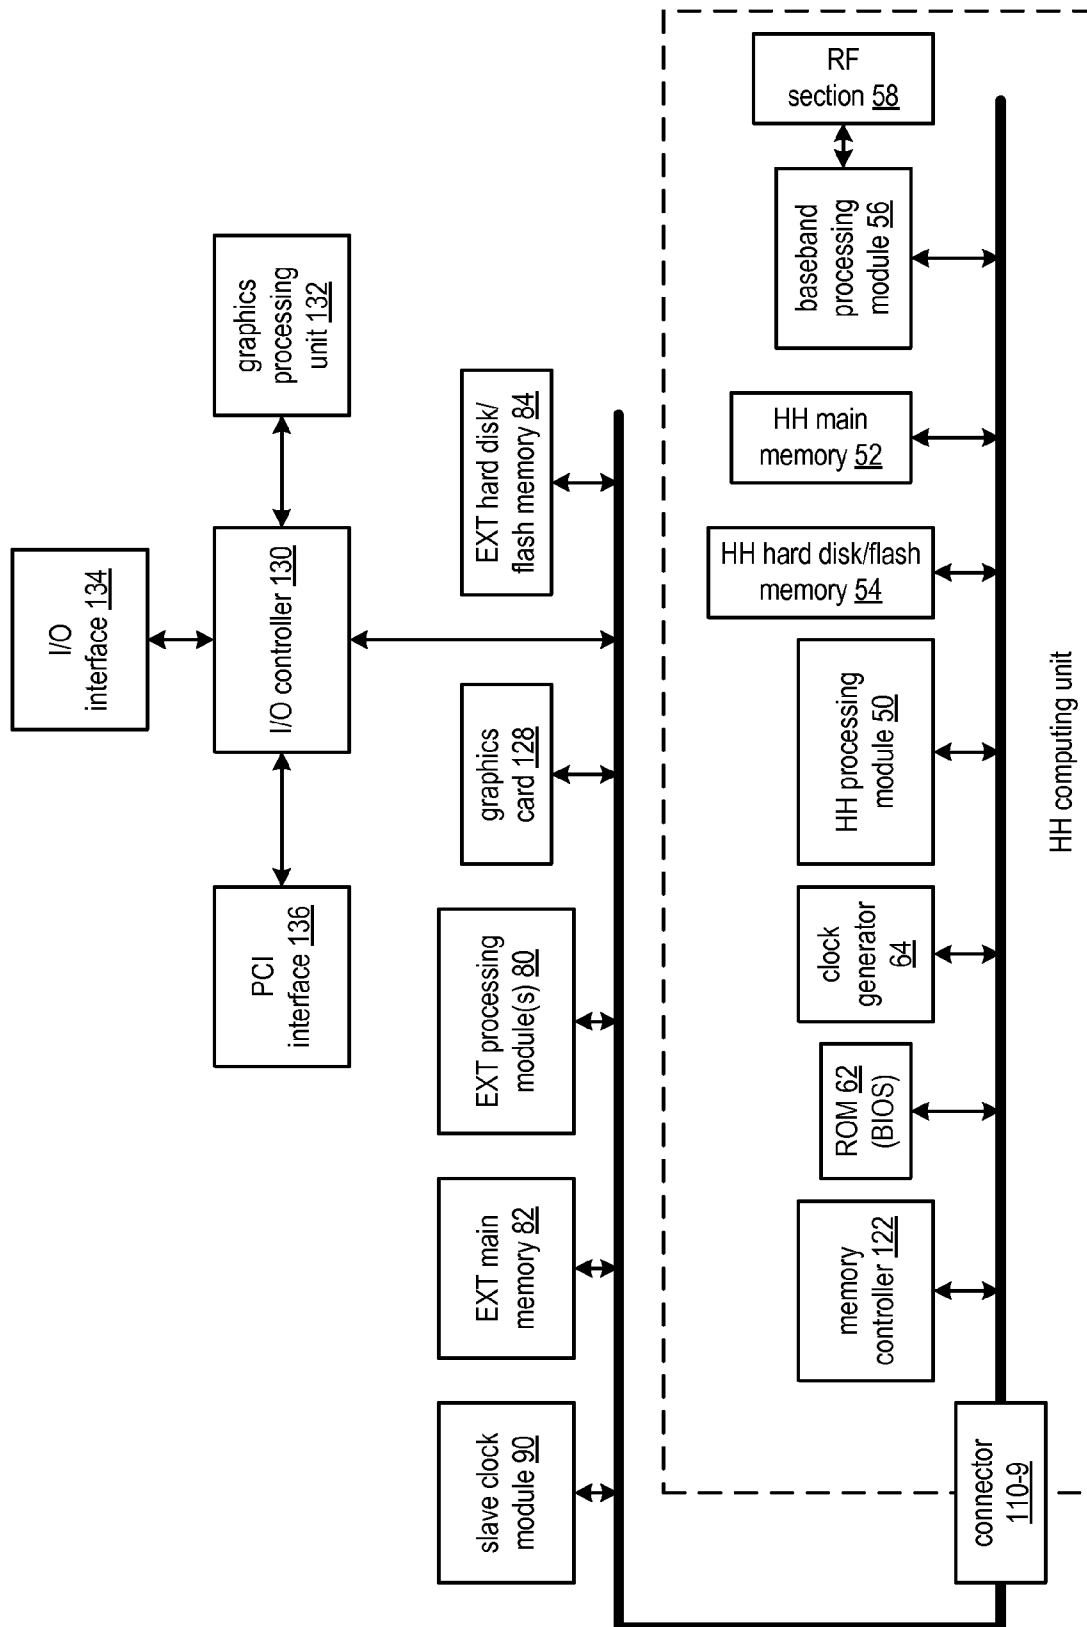 I/O
interface 134
PCI
interface 136
I/O controller 130
graphics
processing
unit 132
slave clock
module 90
EXT main
memory 82
EXT processing
module(s) 80
graphics
card 128
EXT hard disk/
flash memory 84
connector
110-9
memory
controller 122
ROM 62
(BIOS)
clock
generator
64
HH processing
module 50
HH hard disk/flash
memory 54
HH main
memory 52
baseband
processing
module 56
RF
section 58
HH computing unit